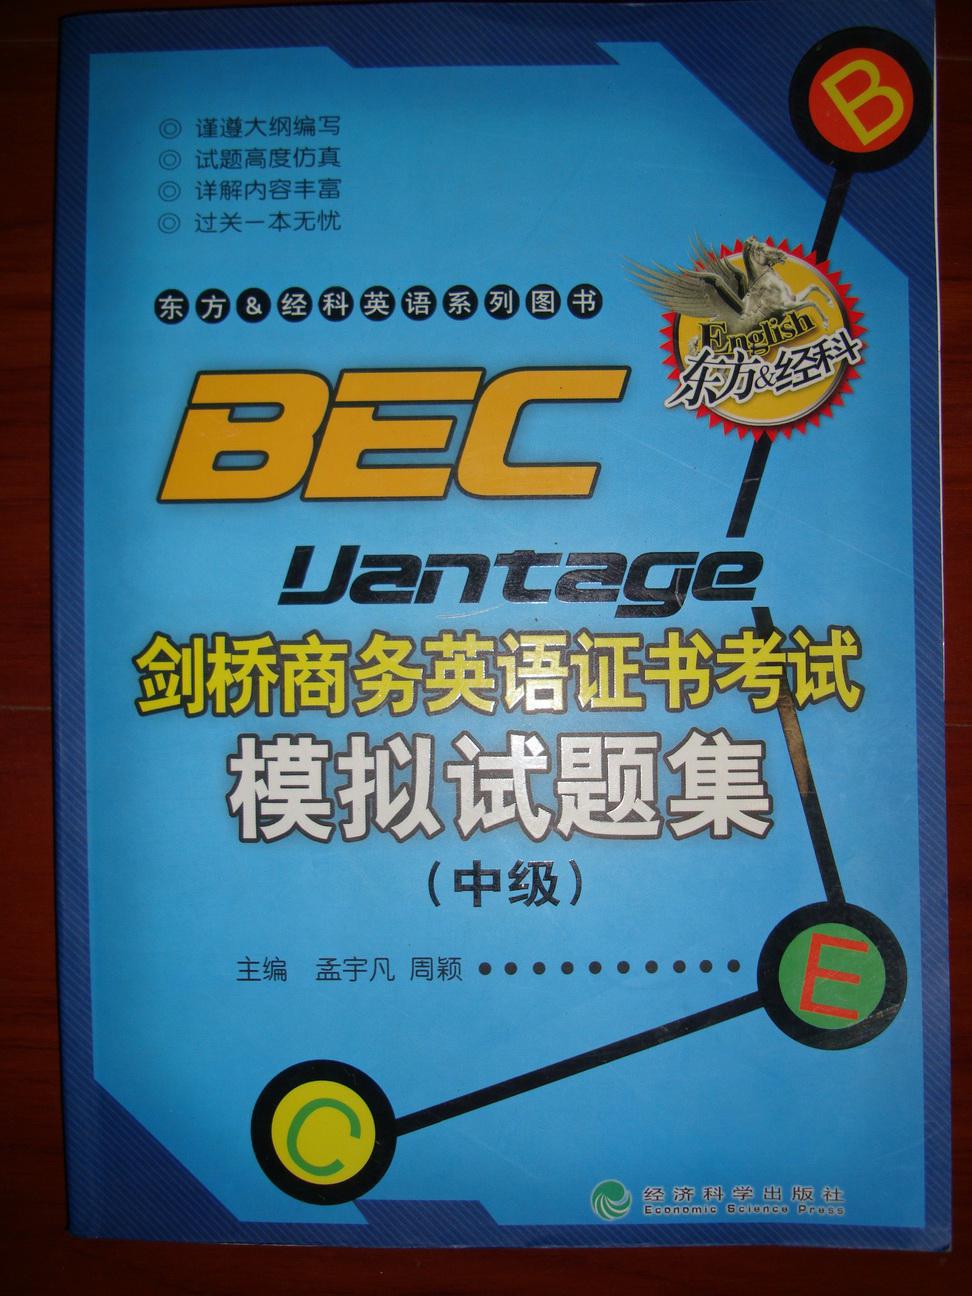 B
◎ 谨遵大纲编写
◎ 试题高度仿真
◎ 详解内容丰富
◎ 过关一本无忧
东方&经科英语系列图书
English
东方&经科
BEC
Vantage
剑桥商务英语证书考试
模拟试题集
（中级）
主编 孟宇凡 周颖
E
C
经济科学出版社
Economic Science Press